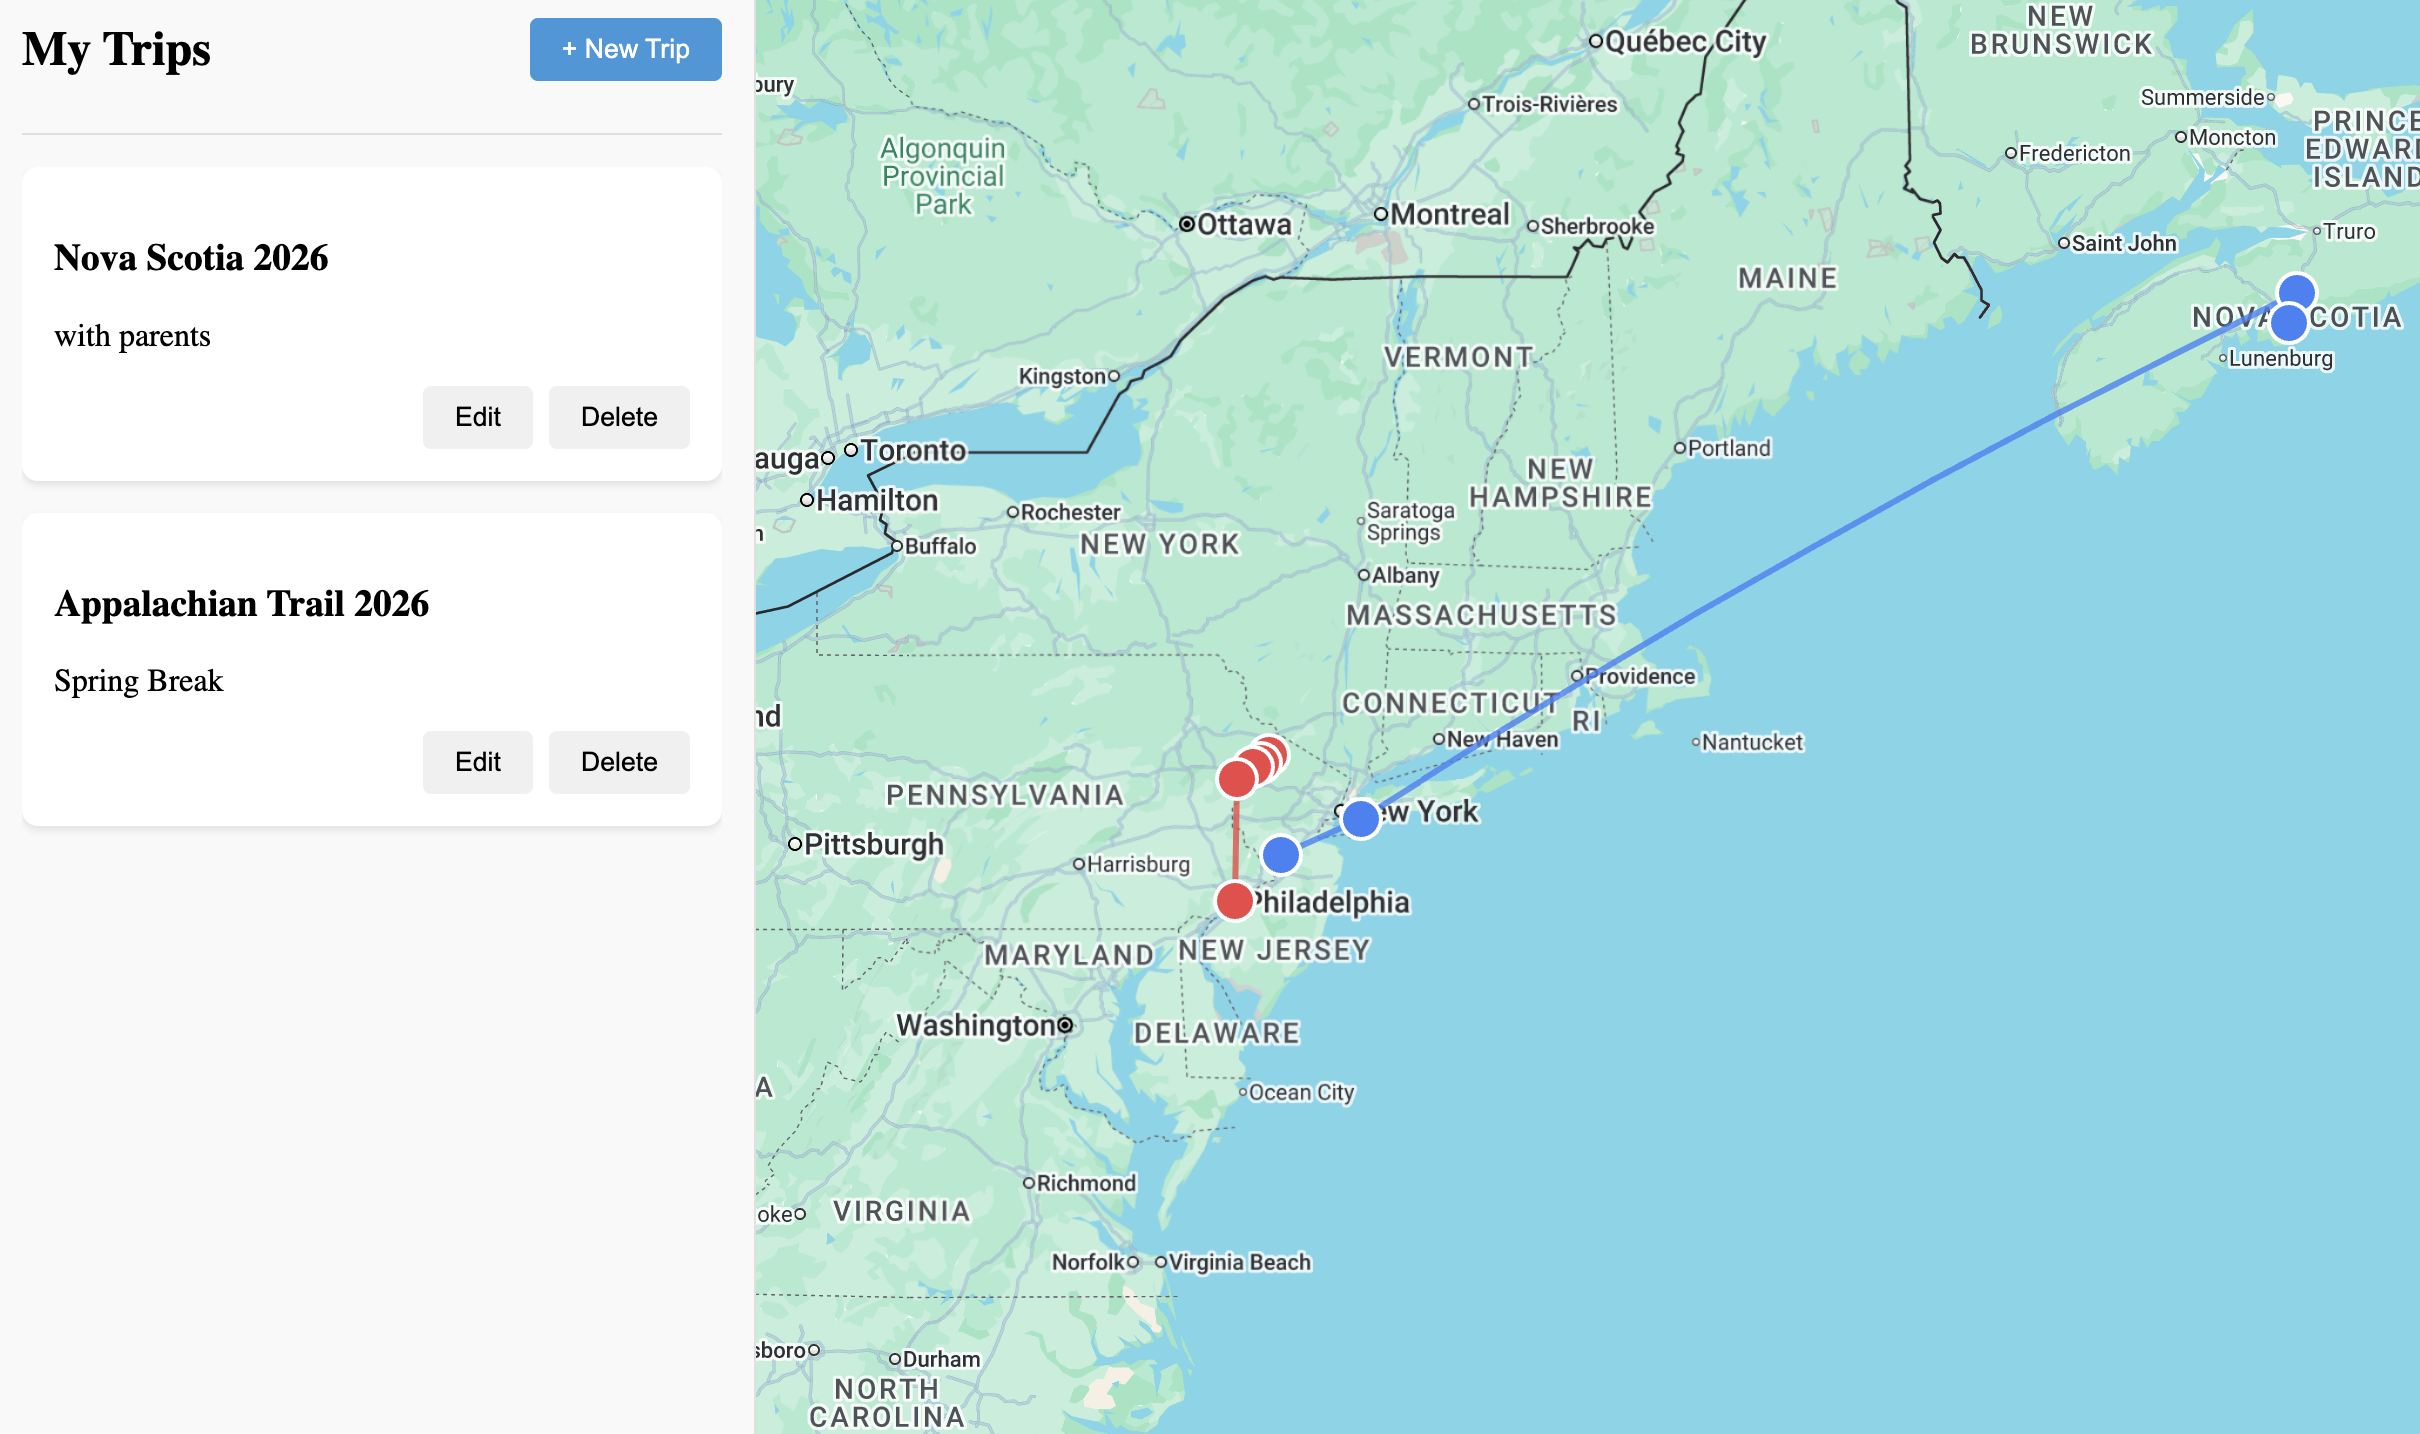 My Trips
+ New Trip
Nova Scotia 2026
with parents
Edit
Delete
Appalachian Trail 2026
Spring Break
Edit
Delete
Québec City
NEW
BRUNSWICK
bury
Trois-Rivières
Summerside
PRINCE
EDWARD
ISLAND
Moncton
Fredericton
Algonquin
Provincial
Park
Ottawa
Montreal
Sherbrooke
Saint John
Truro
MAINE
NOVA SCOTIA
Lunenburg
VERMONT
Kingston
Toronto
auga
Hamilton
Portland
NEW
HAMPSHIRE
Rochester
Saratoga
Springs
Buffalo
NEW YORK
Albany
MASSACHUSETTS
Providence
CONNECTICUT
RI
nd
New Haven
Nantucket
PENNSYLVANIA
New York
Pittsburgh
Harrisburg
Philadelphia
MARYLAND
NEW JERSEY
Washington
DELAWARE
A
Ocean City
Richmond
oke
VIRGINIA
Norfolk
Virginia Beach
sboro
Durham
NORTH
CAROLINA